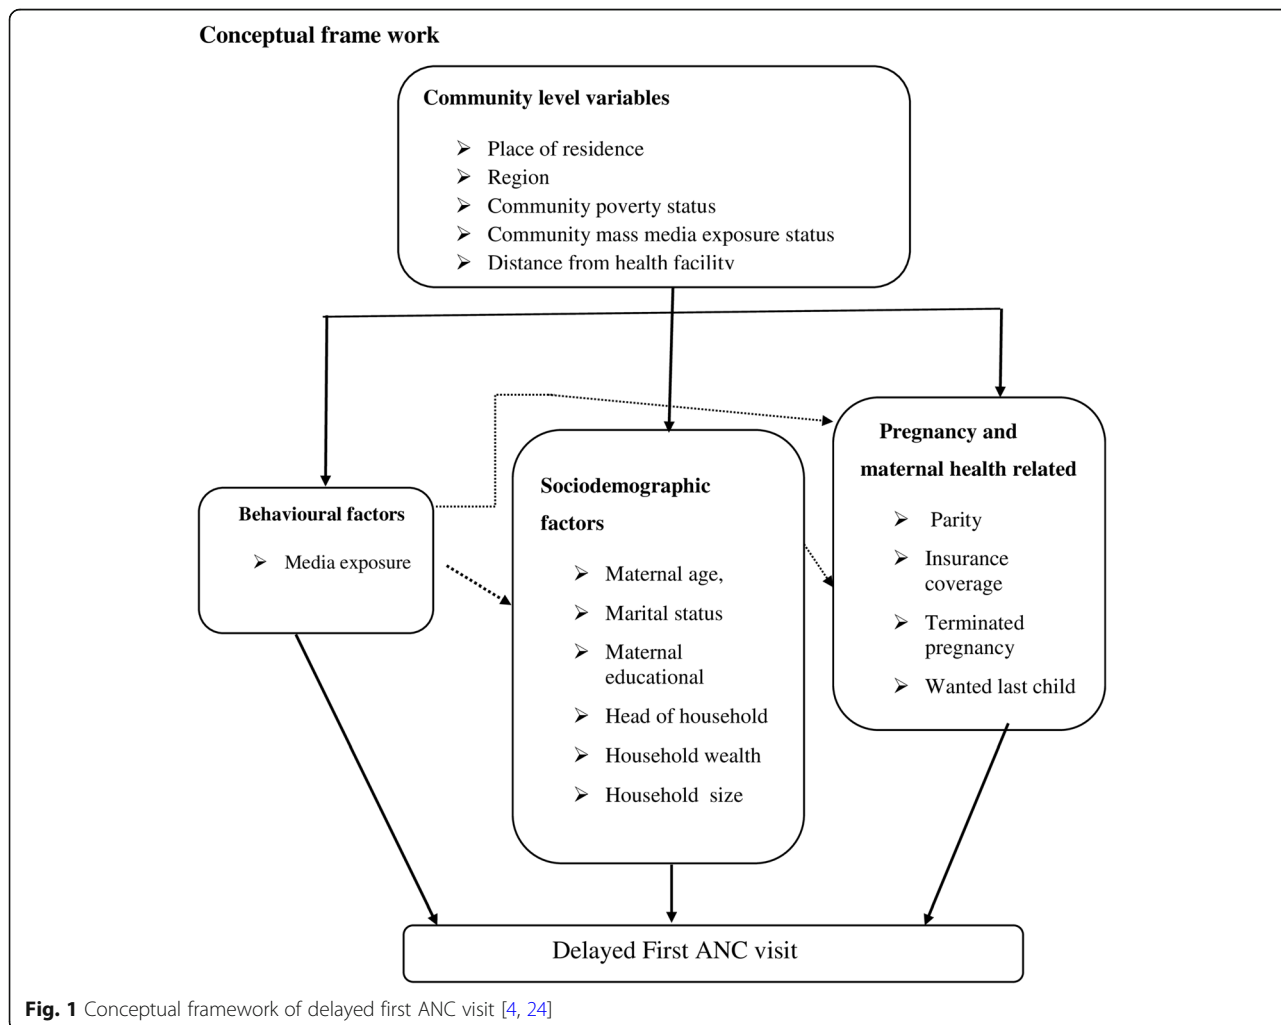 Conceptual frame work
Community level variables
➢ Place of residence
➢ Region
➢ Community poverty status
➢ Community mass media exposure status
➢ Distance from health facility
Behavioural factors
➢ Media exposure
Sociodemographic
factors
➢ Maternal age,
➢ Marital status
➢ Maternal
educational
➢ Head of household
➢ Household wealth
➢ Household size
Pregnancy and
maternal health related
➢ Parity
➢ Insurance
coverage
➢ Terminated
pregnancy
➢ Wanted last child
Delayed First ANC visit
Fig. 1 Conceptual framework of delayed first ANC visit [4, 24]